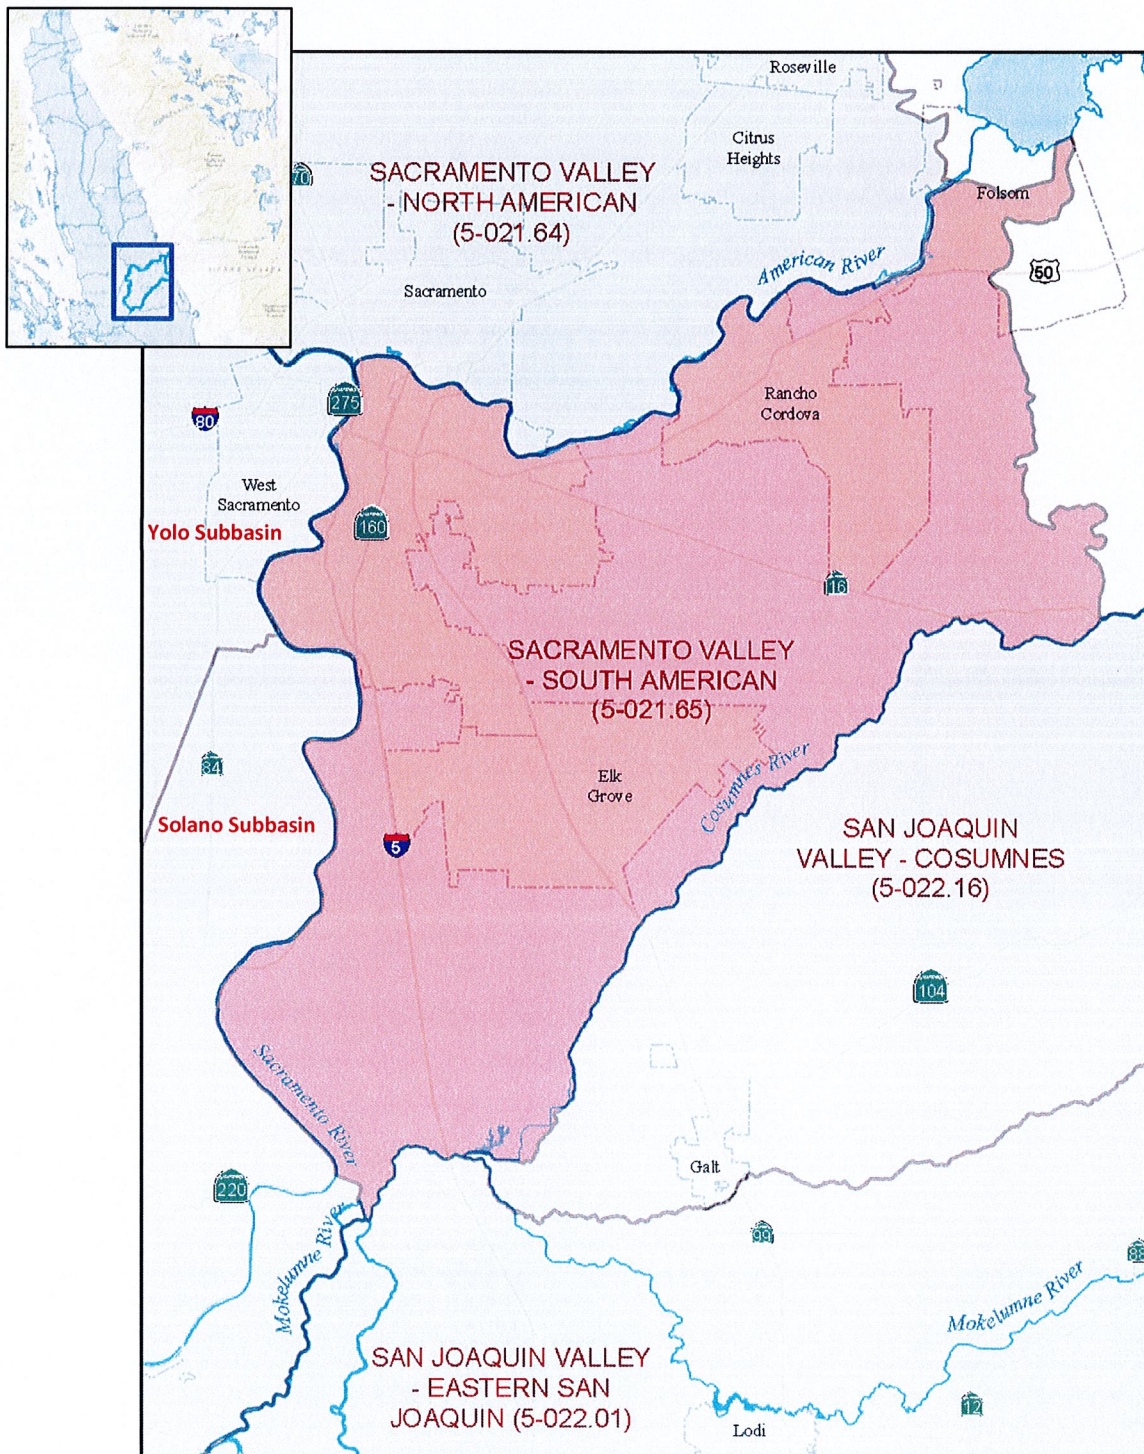 Roseville
Citrus
Heights
70
SACRAMENTO VALLEY
- NORTH AMERICAN
(5-021.64)
Folsom
American River
50
Sacramento
275
Rancho
Cordova
80
West
Sacramento
160
Yolo Subbasin
16
SACRAMENTO VALLEY
- SOUTH AMERICAN
(5-021.65)
84
Elk
Grove
Cosumnes River
Solano Subbasin
5
SAN JOAQUIN
VALLEY - COSUMNES
(5-022.16)
104
Sacramento River
Galt
220
Mokelumne River
99
88
Mokelumne River
SAN JOAQUIN VALLEY
- EASTERN SAN
JOAQUIN (5-022.01)
12
Lodi